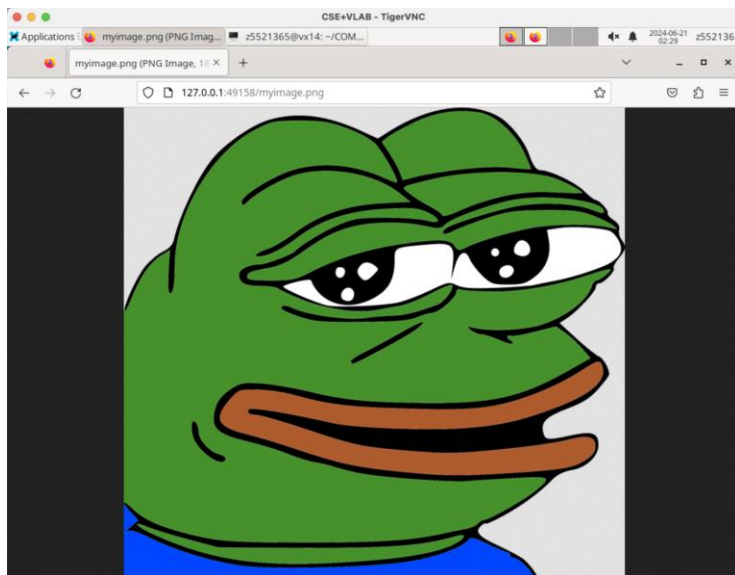 CSE+VLAB - TigerVNC
Applications myimage.png (PNG Imag... z5521365@vx14: ~/COM... 2024-06-21 02:29 z552136
myimage.png (PNG Image, 18
127.0.0.1:49158/myimage.png